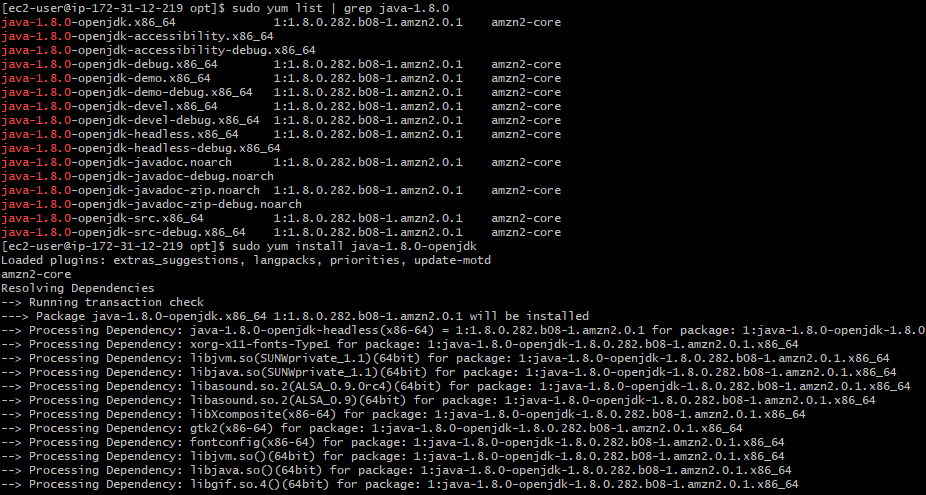 [ec2-user@ip-172-31-12-219 opt]$ sudo yum list | grep java-1.8.0
java-1.8.0-openjdk.x86_64 1:1.8.0.282.b08-1.amzn2.0.1 amzn2-core
java-1.8.0-openjdk-accessibility.x86_64
java-1.8.0-openjdk-accessibility-debug.x86_64
java-1.8.0-openjdk-debug.x86_64 1:1.8.0.282.b08-1.amzn2.0.1 amzn2-core
java-1.8.0-openjdk-demo.x86_64 1:1.8.0.282.b08-1.amzn2.0.1 amzn2-core
java-1.8.0-openjdk-demo-debug.x86_64 1:1.8.0.282.b08-1.amzn2.0.1 amzn2-core
java-1.8.0-openjdk-devel.x86_64 1:1.8.0.282.b08-1.amzn2.0.1 amzn2-core
java-1.8.0-openjdk-devel-debug.x86_64 1:1.8.0.282.b08-1.amzn2.0.1 amzn2-core
java-1.8.0-openjdk-headless.x86_64 1:1.8.0.282.b08-1.amzn2.0.1 amzn2-core
java-1.8.0-openjdk-headless-debug.x86_64
java-1.8.0-openjdk-javadoc.noarch 1:1.8.0.282.b08-1.amzn2.0.1 amzn2-core
java-1.8.0-openjdk-javadoc-debug.noarch
java-1.8.0-openjdk-javadoc-zip.noarch 1:1.8.0.282.b08-1.amzn2.0.1 amzn2-core
java-1.8.0-openjdk-javadoc-zip-debug.noarch
java-1.8.0-openjdk-src.x86_64 1:1.8.0.282.b08-1.amzn2.0.1 amzn2-core
java-1.8.0-openjdk-src-debug.x86_64 1:1.8.0.282.b08-1.amzn2.0.1 amzn2-core
[ec2-user@ip-172-31-12-219 opt]$ sudo yum install java-1.8.0-openjdk
Loaded plugins: extras_suggestions, langpacks, priorities, update-motd
amzn2-core
Resolving Dependencies
--> Running transaction check
---> Package java-1.8.0-openjdk.x86_64 1:1.8.0.282.b08-1.amzn2.0.1 will be installed
--> Processing Dependency: java-1.8.0-openjdk-headless(x86-64) = 1:1.8.0.282.b08-1.amzn2.0.1 for package: 1:java-1.8.0-openjdk-1.8.0
--> Processing Dependency: xorg-x11-fonts-Type1 for package: 1:java-1.8.0-openjdk-1.8.0.282.b08-1.amzn2.0.1.x86_64
--> Processing Dependency: libjvm.so(SUNWprivate_1.1)(64bit) for package: 1:java-1.8.0-openjdk-1.8.0.282.b08-1.amzn2.0.1.x86_64
--> Processing Dependency: libjava.so(SUNWprivate_1.1)(64bit) for package: 1:java-1.8.0-openjdk-1.8.0.282.b08-1.amzn2.0.1.x86_64
--> Processing Dependency: libasound.so.2(ALSA_0.9.0rc4)(64bit) for package: 1:java-1.8.0-openjdk-1.8.0.282.b08-1.amzn2.0.1.x86_64
--> Processing Dependency: libasound.so.2(ALSA_0.9)(64bit) for package: 1:java-1.8.0-openjdk-1.8.0.282.b08-1.amzn2.0.1.x86_64
--> Processing Dependency: libXcomposite(x86-64) for package: 1:java-1.8.0-openjdk-1.8.0.282.b08-1.amzn2.0.1.x86_64
--> Processing Dependency: gtk2(x86-64) for package: 1:java-1.8.0-openjdk-1.8.0.282.b08-1.amzn2.0.1.x86_64
--> Processing Dependency: fontconfig(x86-64) for package: 1:java-1.8.0-openjdk-1.8.0.282.b08-1.amzn2.0.1.x86_64
--> Processing Dependency: libjvm.so()(64bit) for package: 1:java-1.8.0-openjdk-1.8.0.282.b08-1.amzn2.0.1.x86_64
--> Processing Dependency: libjava.so()(64bit) for package: 1:java-1.8.0-openjdk-1.8.0.282.b08-1.amzn2.0.1.x86_64
--> Processing Dependency: libgif.so.4()(64bit) for package: 1:java-1.8.0-openjdk-1.8.0.282.b08-1.amzn2.0.1.x86_64